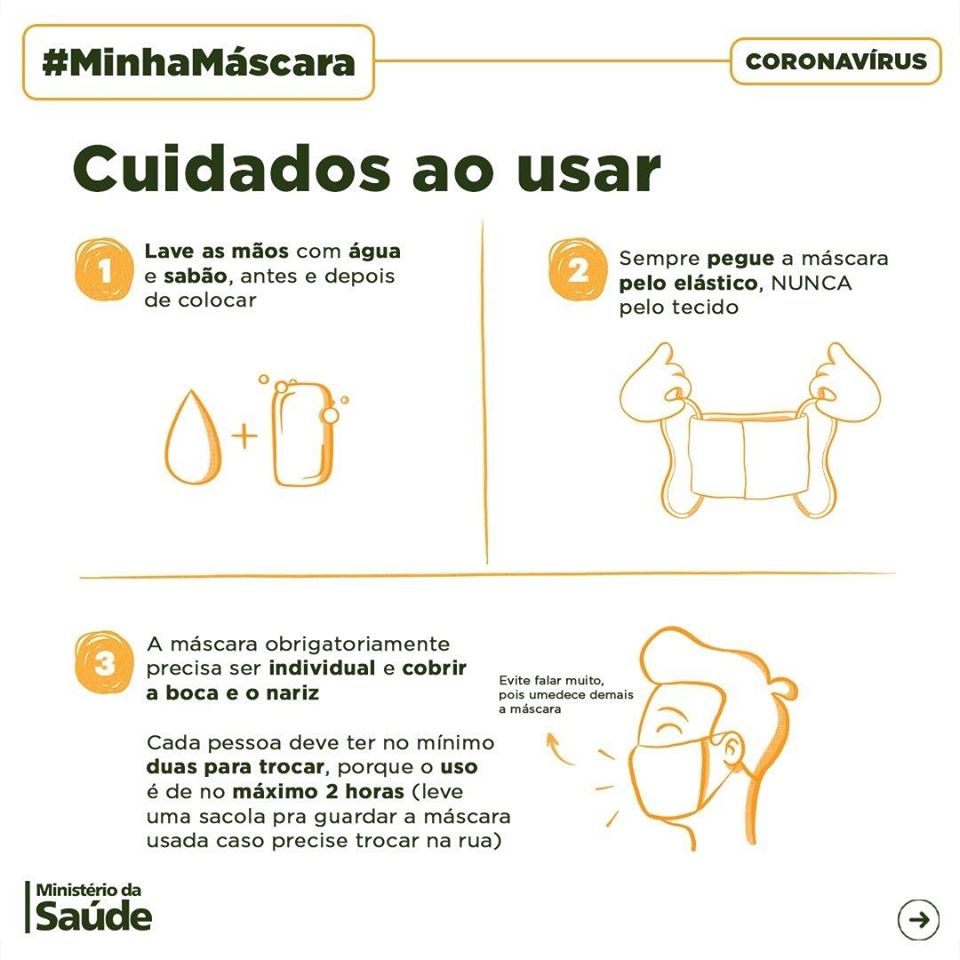 #MinhaMáscara
CORONAVÍRUS
Cuidados ao usar
1
Lave as mãos com água
e sabão, antes e depois
de colocar
2
Sempre pegue a máscara
pelo elástico, NUNCA
pelo tecido
3
A máscara obrigatoriamente
precisa ser individual e cobrir
a boca e o nariz
Cada pessoa deve ter no mínimo
duas para trocar, porque o uso
é de no máximo 2 horas (leve
uma sacola pra guardar a máscara
usada caso precise trocar na rua)
Evite falar muito,
pois umedece demais
a máscara
Ministério da
Saúde